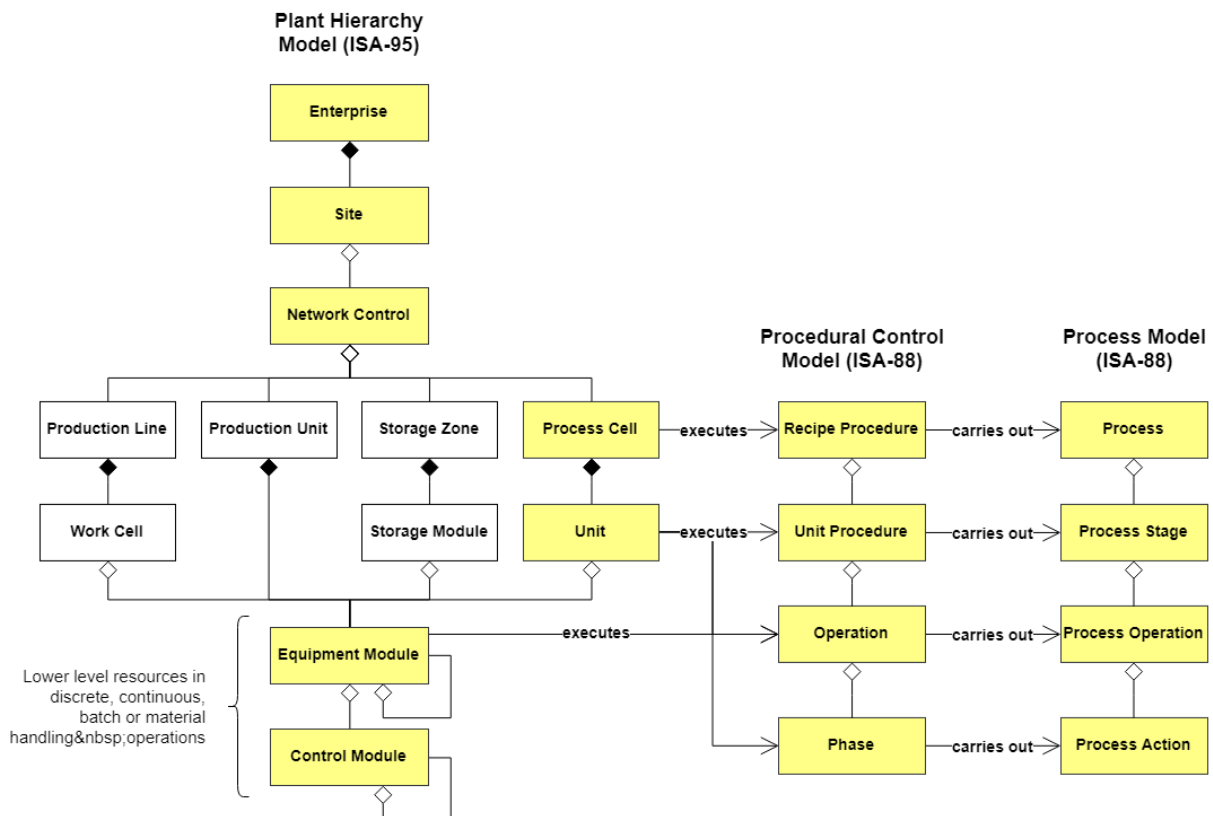 Plant Hierarchy
Model (ISA-95)
Enterprise
Site
Network Control
Procedural Control
Model (ISA-88)
Process Model
(ISA-88)
Production Line
Production Unit
Storage Zone
Process Cell
executes
Recipe Procedure
carries out
Process
Work Cell
Storage Module
Unit
executes
Unit Procedure
carries out
Process Stage
Equipment Module
executes
Operation
carries out
Process Operation
Lower level resources in
discrete, continuous,
batch or material
handling&nbsp;operations
Control Module
Phase
carries out
Process Action